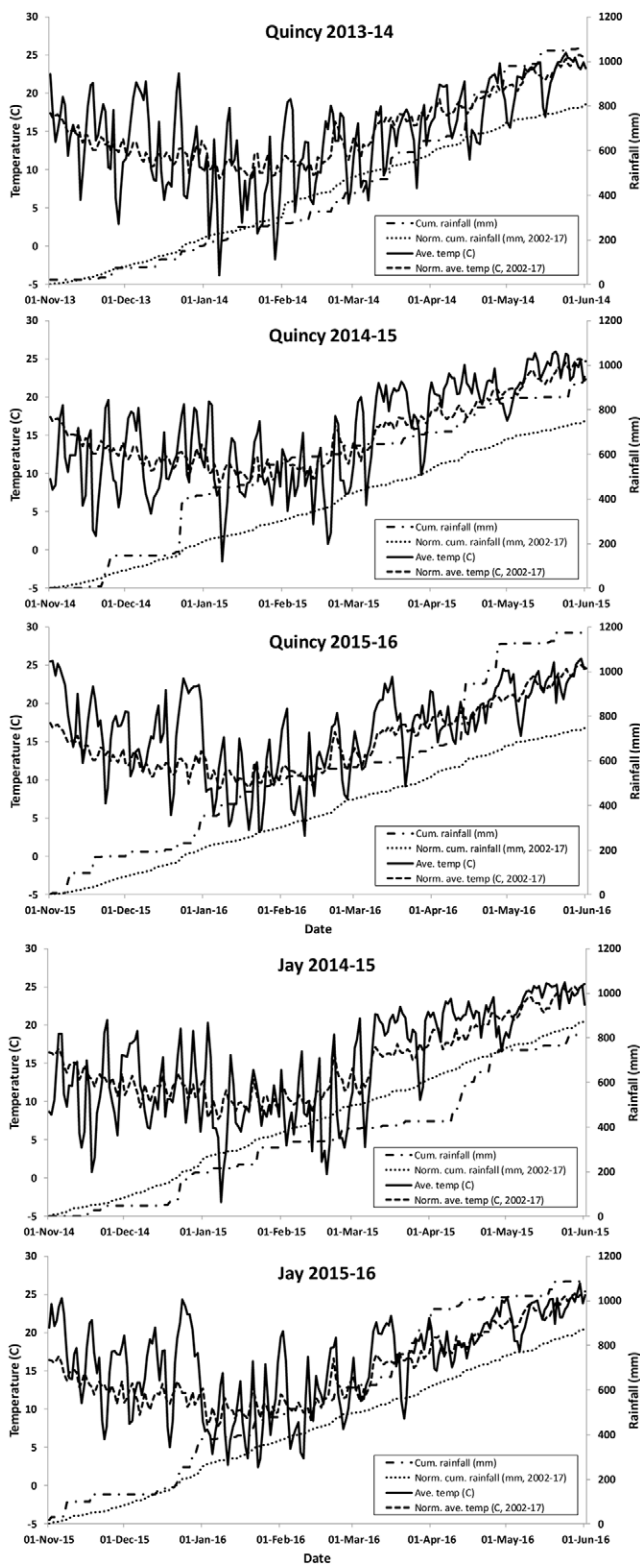 Quincy 2013-14
Temperature (C)
30
25
20
15
10
5
0
-5
Rainfall (mm)
1200
1000
800
600
400
200
0
Cum. rainfall (mm)
Norm. cum. rainfall (mm, 2002-17)
Ave. temp (C)
Norm. ave. temp (C, 2002-17)
01-Nov-13 01-Dec-13 01-Jan-14 01-Feb-14 01-Mar-14 01-Apr-14 01-May-14 01-Jun-14
Quincy 2014-15
Temperature (C)
30
25
20
15
10
5
0
-5
Rainfall (mm)
1200
1000
800
600
400
200
0
Cum. rainfall (mm)
Norm. cum. rainfall (mm, 2002-17)
Ave. temp (C)
Norm. ave. temp (C, 2002-17)
01-Nov-14 01-Dec-14 01-Jan-15 01-Feb-15 01-Mar-15 01-Apr-15 01-May-15 01-Jun-15
Quincy 2015-16
Temperature (C)
30
25
20
15
10
5
0
-5
Rainfall (mm)
1200
1000
800
600
400
200
0
Cum. rainfall (mm)
Norm. cum. rainfall (mm, 2002-17)
Ave. temp (C)
Norm. ave. temp (C, 2002-17)
01-Nov-15 01-Dec-15 01-Jan-16 01-Feb-16 01-Mar-16 01-Apr-16 01-May-16 01-Jun-16
Date
Jay 2014-15
Temperature (C)
30
25
20
15
10
5
0
-5
Rainfall (mm)
1200
1000
800
600
400
200
0
Cum. rainfall (mm)
Norm. cum. rainfall (mm, 2002-17)
Ave. temp (C)
Norm. ave. temp (C, 2002-17)
01-Nov-14 01-Dec-14 01-Jan-15 01-Feb-15 01-Mar-15 01-Apr-15 01-May-15 01-Jun-15
Jay 2015-16
Temperature (C)
30
25
20
15
10
5
0
-5
Rainfall (mm)
1200
1000
800
600
400
200
0
Cum. rainfall (mm)
Norm. cum. rainfall (mm, 2002-17)
Ave. temp (C)
Norm. ave. temp (C, 2002-17)
01-Nov-15 01-Dec-15 01-Jan-16 01-Feb-16 01-Mar-16 01-Apr-16 01-May-16 01-Jun-16
Date